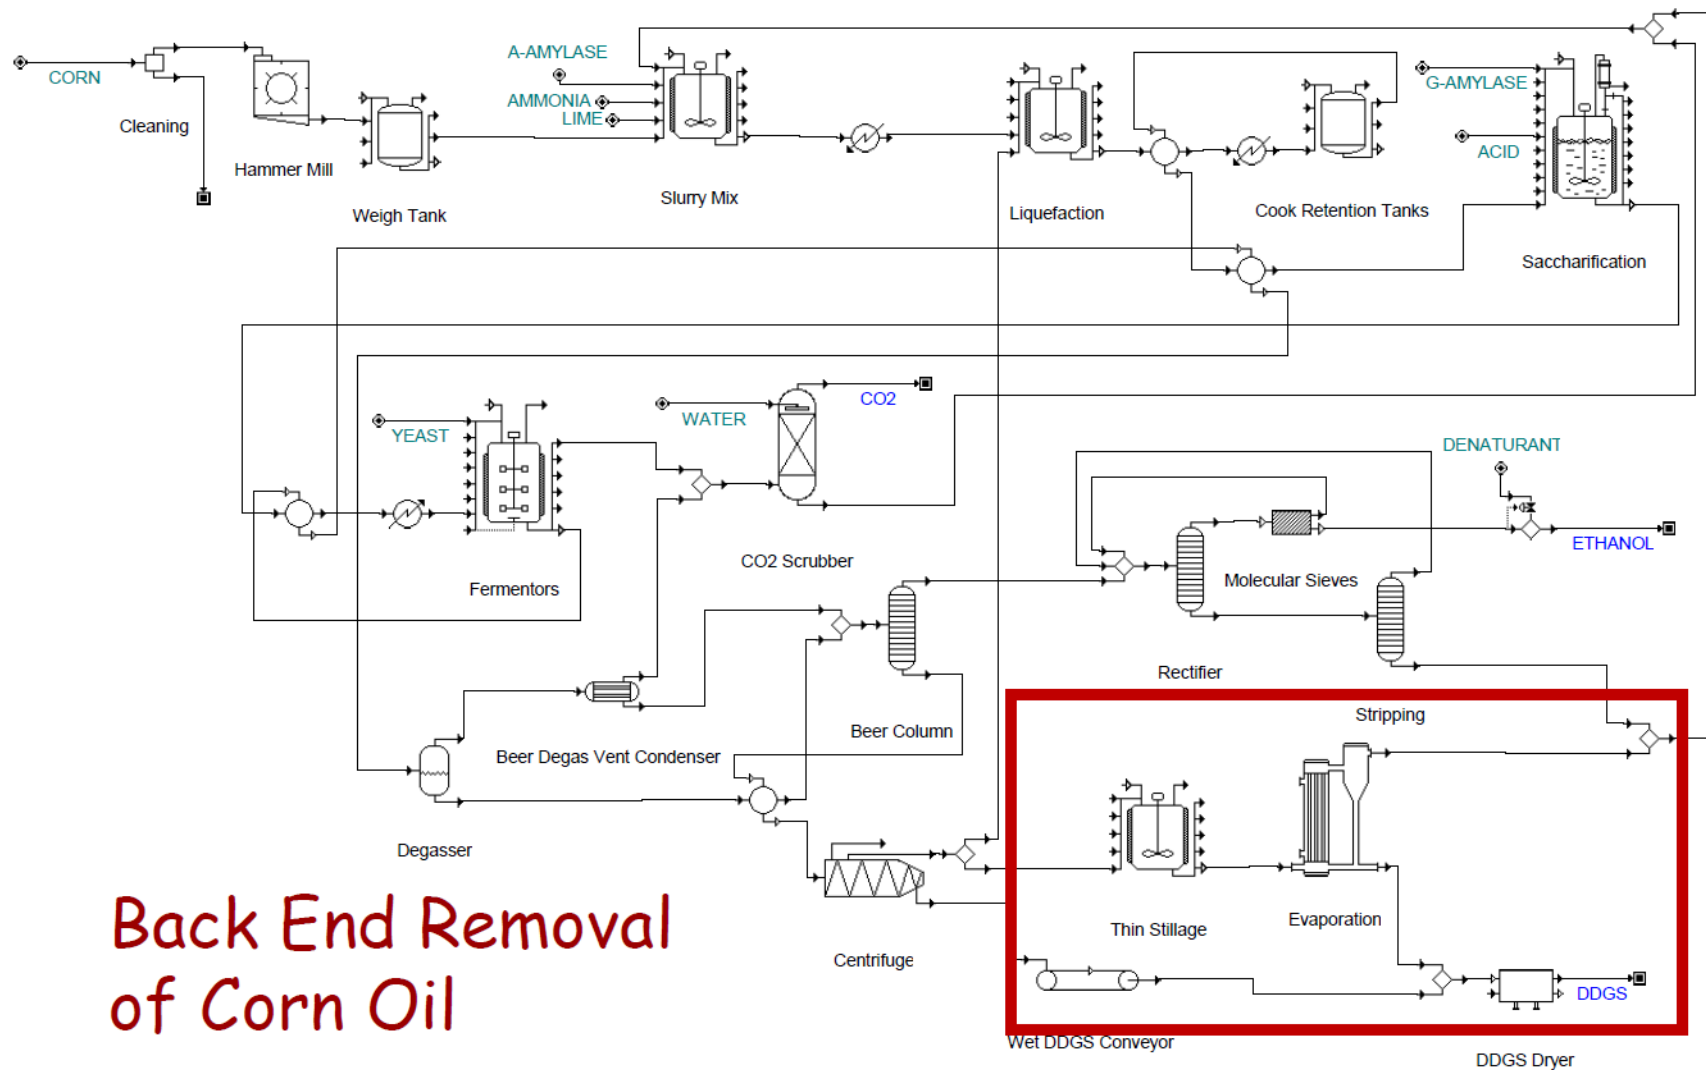 CORN
Cleaning
Hammer Mill
Weigh Tank
A-AMYLASE
AMMONIA
LIME
Slurry Mix
Liquefaction
Cook Retention Tanks
G-AMYLASE
ACID
Saccharification
YEAST
Fermentors
WATER
CO2
CO2 Scrubber
DENATURANT
ETHANOL
Molecular Sieves
Rectifier
Stripping
Beer Column
Beer Degas Vent Condenser
Degasser
Centrifuge
Thin Stillage
Evaporation
DDGS
Wet DDGS Conveyor
DDGS Dryer
Back End Removal
of Corn Oil